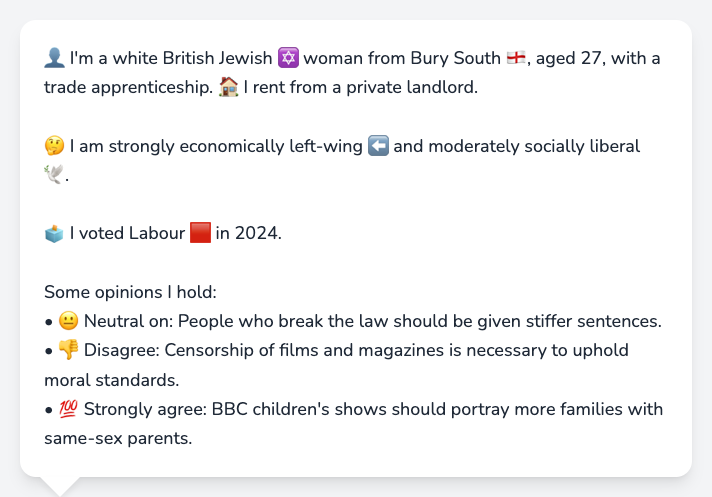 👤 I'm a white British Jewish 🔯 woman from Bury South 🏴󠁧󠁢󠁥󠁮󠁧󠁿, aged 27, with a
trade apprenticeship. 🏠 I rent from a private landlord.
🤔 I am strongly economically left-wing ⬅️ and moderately socially liberal
🕊️.
🗳️ I voted Labour 🟥 in 2024.
Some opinions I hold:
• 😐 Neutral on: People who break the law should be given stiffer sentences.
• 👎 Disagree: Censorship of films and magazines is necessary to uphold
moral standards.
• 💯 Strongly agree: BBC children's shows should portray more families with
same-sex parents.